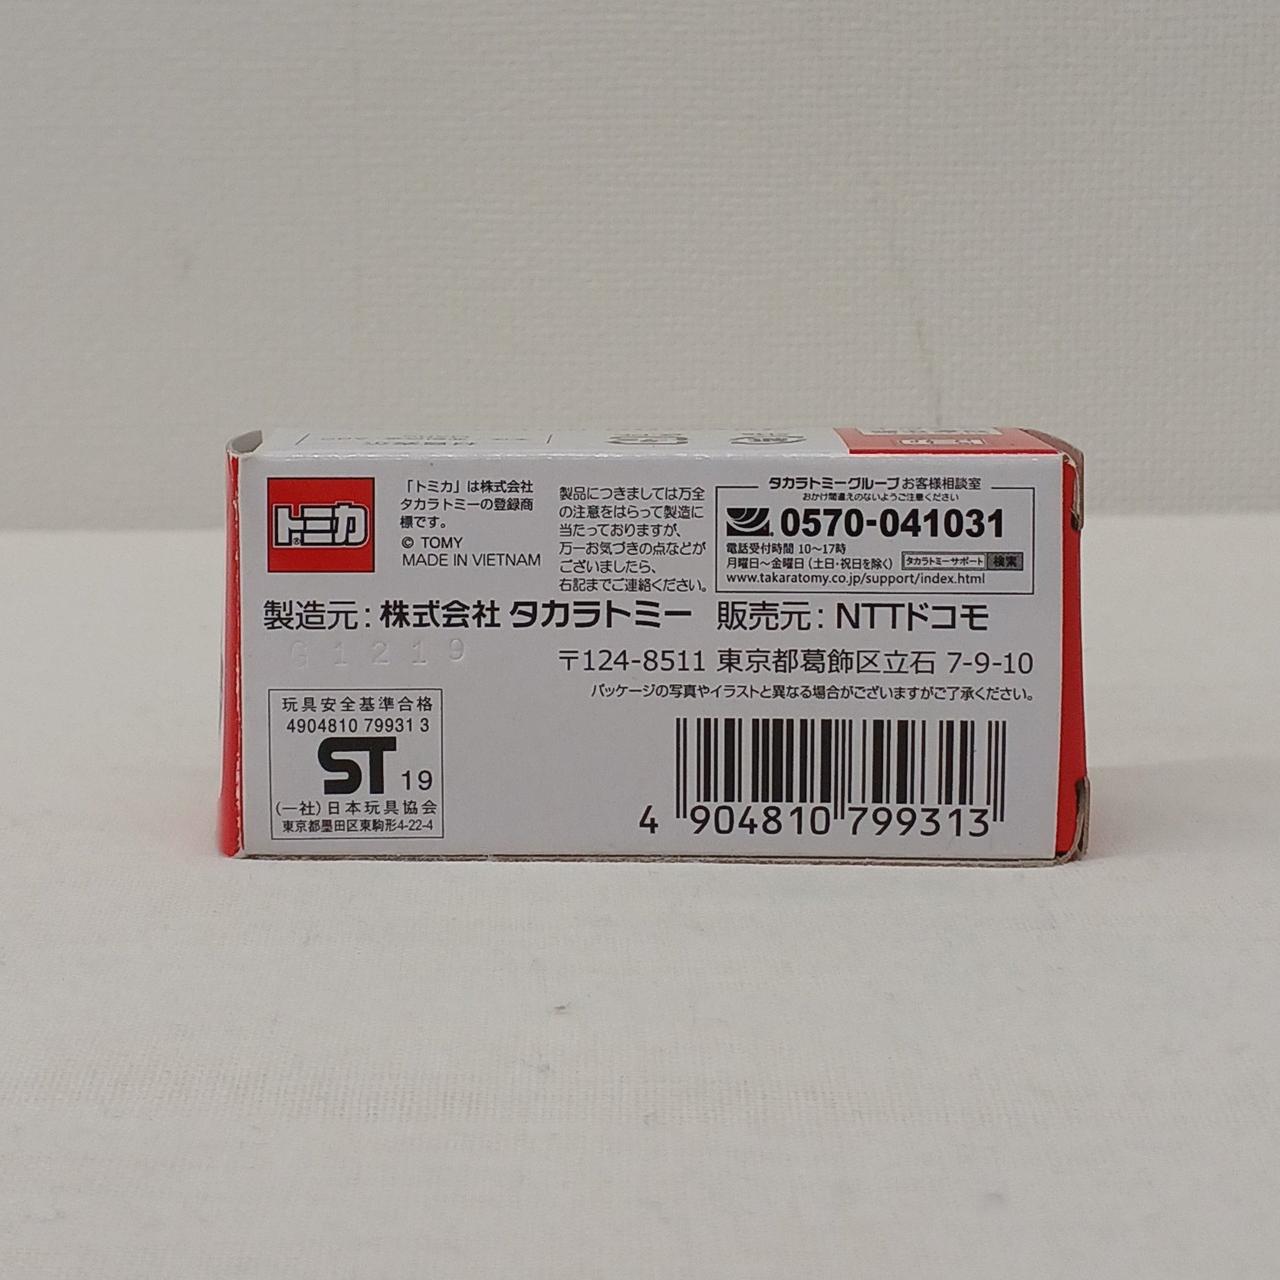 トミカ
「トミカ」は株式会社
タカラトミーの登録商
標です。
© TOMY
MADE IN VIETNAM
製品につきましては万全
の注意をはらって製造に
当たっておりますが、
万一お気づきの点などが
ございましたら、
右記までご連絡ください。
タカラトミーグループお客様相談室
おかけ間違えのないようご注意ください
0570-041031
電話受付時間 10～17時
月曜日～金曜日(土日・祝日を除く) タカラトミーサポート 検索
www.takaratomy.co.jp/support/index.html
製造元:株式会社 タカラトミー 販売元:NTTドコモ
G1219
〒124-8511 東京都葛飾区立石 7-9-10
パッケージの写真やイラストと異なる場合がございますがご了承ください。
玩具安全基準合格
4904810 79931 3
ST 19
(一社)日本玩具協会
東京都墨田区東駒形4-22-4
4 904810 799313